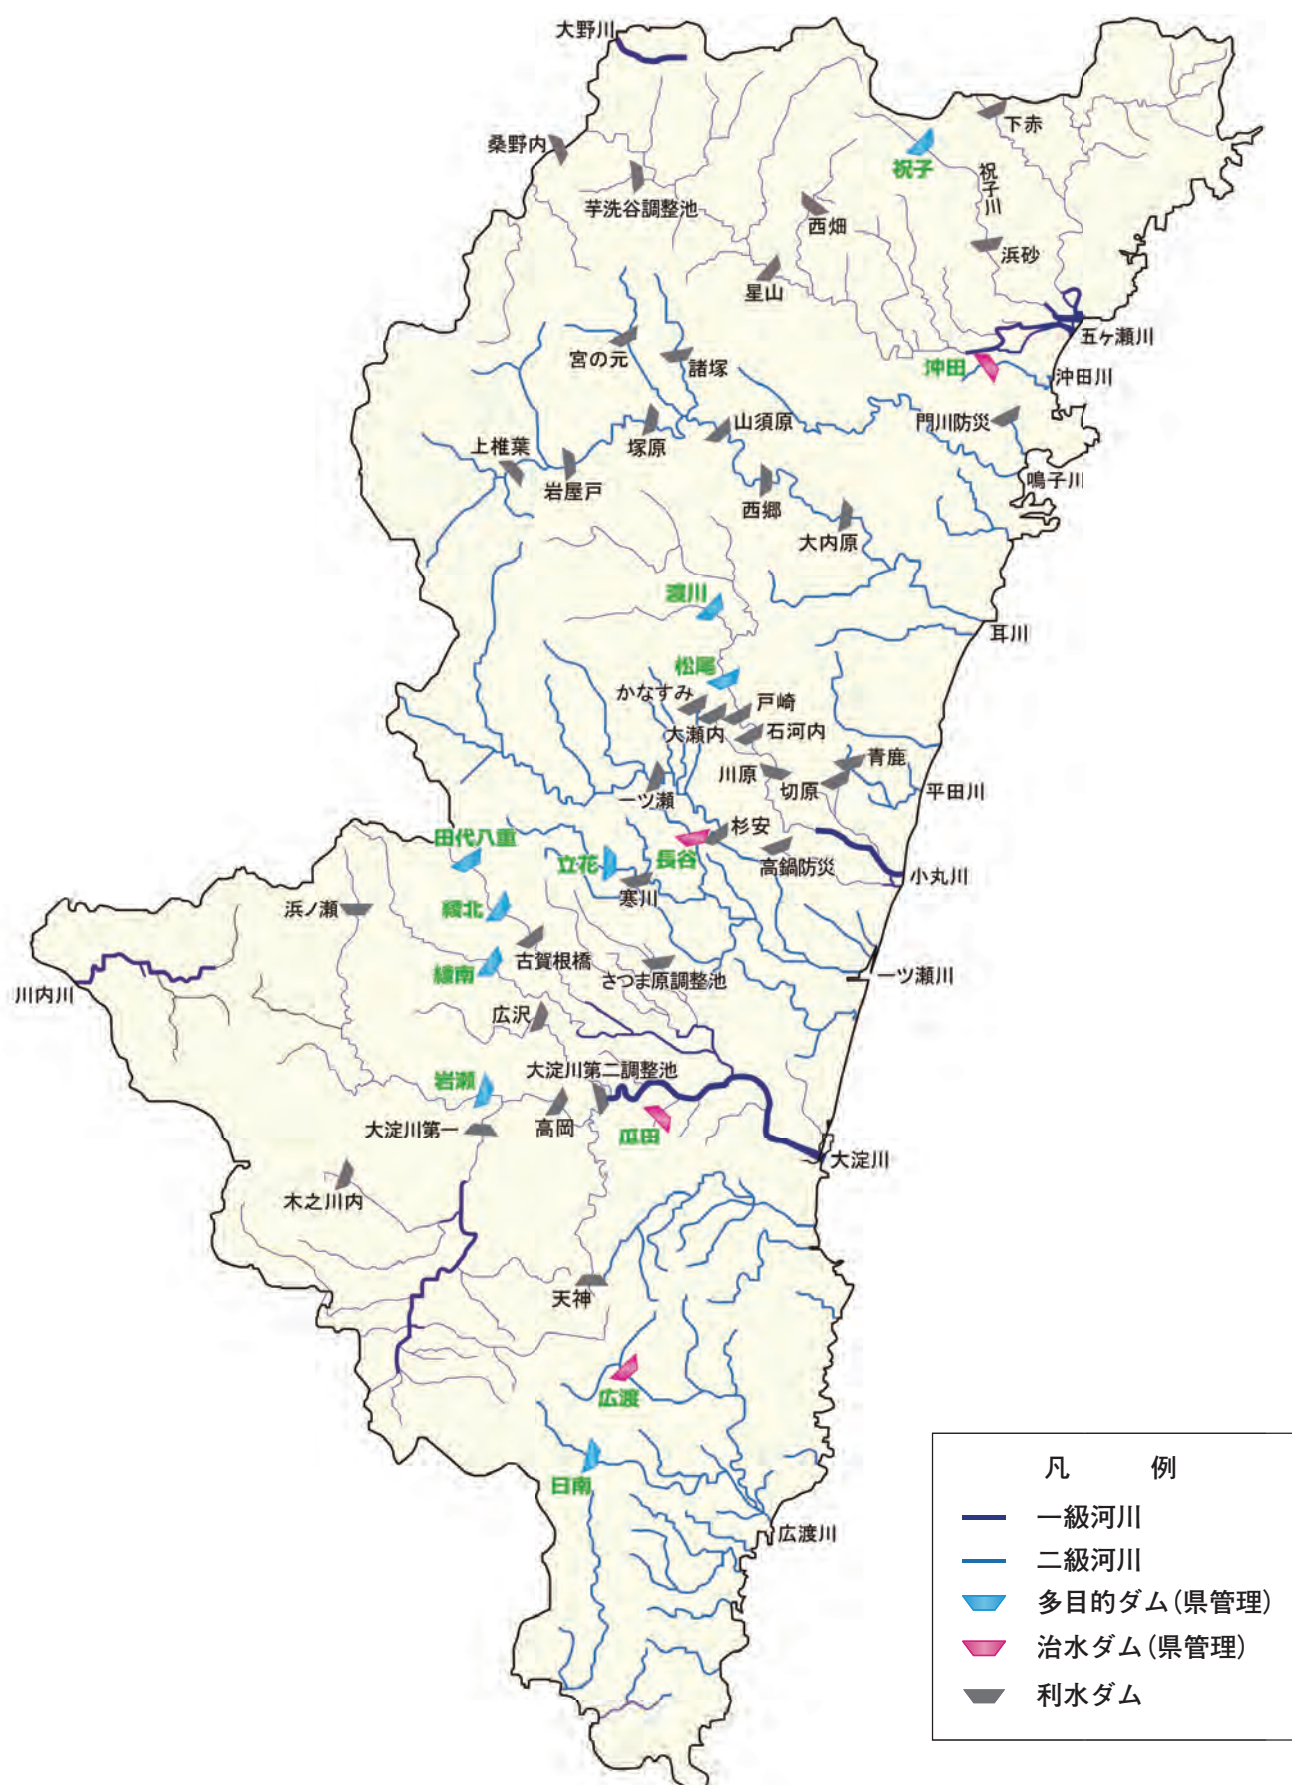 大野川
下赤
桑野内
祝子
祝子川
芋洗谷調整池
西畑
浜砂
星山
五ヶ瀬川
宮の元
諸塚
沖田
沖田川
山須原
門川防災
塚原
上椎葉
岩屋戸
鳴子川
西郷
大内原
渡川
耳川
松尾
かなすみ
戸崎
大瀬内
石河内
青鹿
川原
切原
平田川
一ツ瀬
杉安
田代八重
立花
長谷
高鍋防災
小丸川
寒川
浜ノ瀬
綾北
古賀根橋
綾南
さつま原調整池
一ツ瀬川
川内川
広沢
大淀川第二調整池
岩瀬
大淀川第一
高岡
瓜田
大淀川
木之川内
天神
広渡
日南
広渡川
凡 例
一級河川
二級河川
多目的ダム(県管理)
治水ダム(県管理)
利水ダム